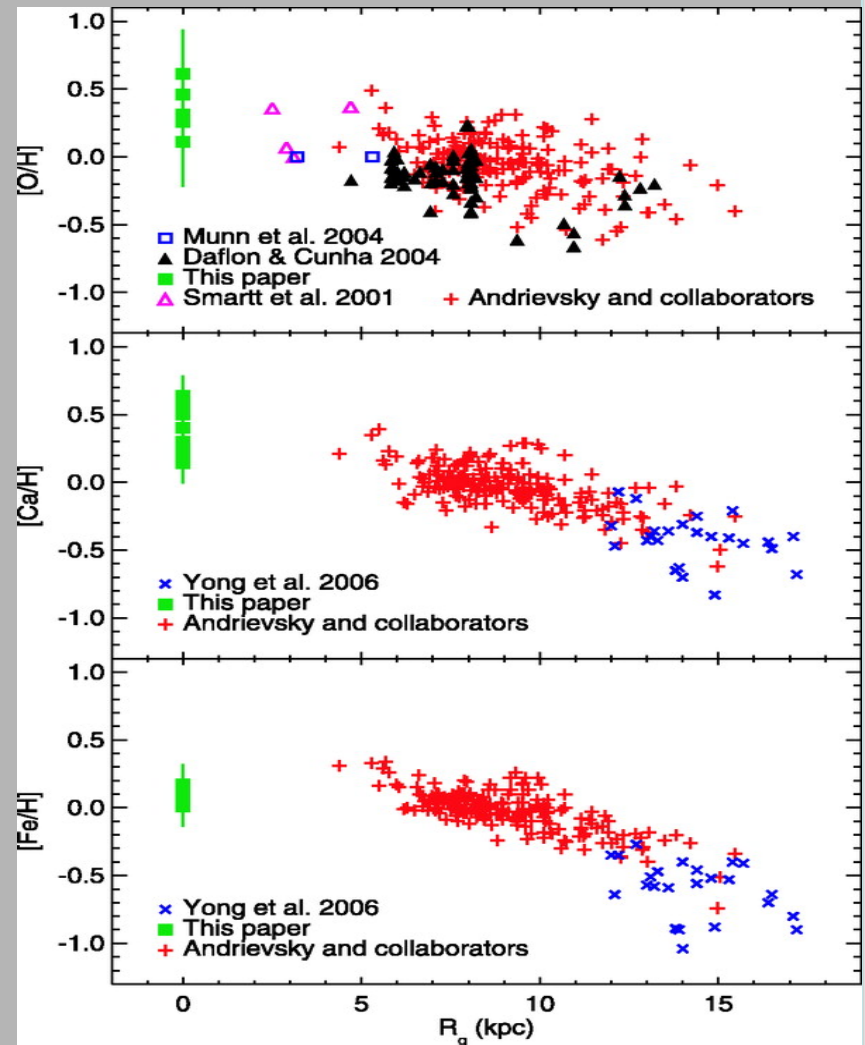 1.0
0.5
0.0
-0.5
-1.0
[O/H]
Munn et al. 2004
Daflon & Cunha 2004
This paper
Smartt et al. 2001
Andrievsky and collaborators
1.0
0.5
0.0
-0.5
-1.0
[Ca/H]
Yong et al. 2006
This paper
Andrievsky and collaborators
1.0
0.5
0.0
-0.5
-1.0
[Fe/H]
Yong et al. 2006
This paper
Andrievsky and collaborators
0 5 10 15
Rg (kpc)